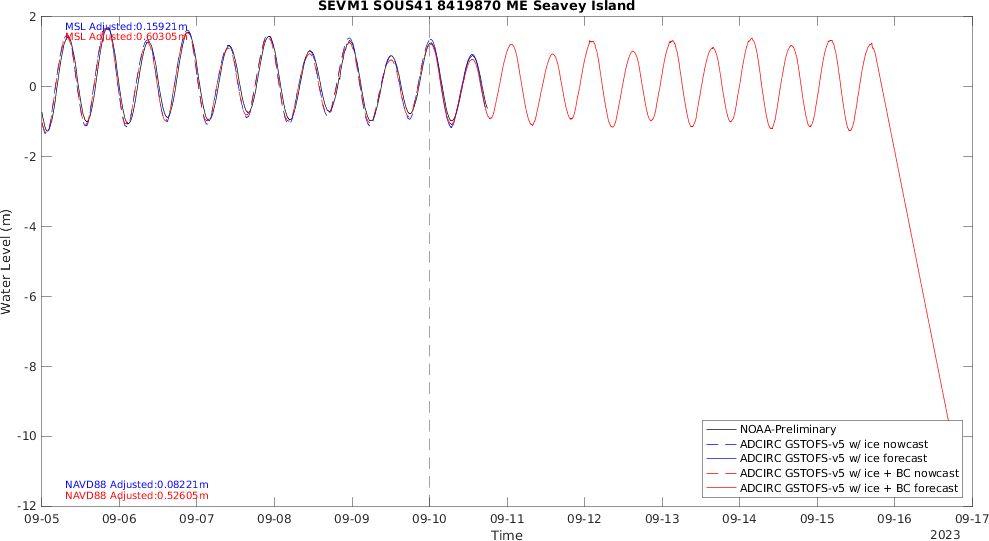 SEVM1 SOUS41 8419870 ME Seavey Island
MSL Adjusted:0.15921m
MSL Adjusted:0.60305m
2
0
-2
-4
-6
-8
-10
-12
Water Level (m)
NOAA-Preliminary
ADCIRC GSTOFS-v5 w/ ice nowcast
ADCIRC GSTOFS-v5 w/ ice forecast
ADCIRC GSTOFS-v5 w/ ice + BC nowcast
ADCIRC GSTOFS-v5 w/ ice + BC forecast
NAVD88 Adjusted:0.08221m
NAVD88 Adjusted:0.52605m
09-05 09-06 09-07 09-08 09-09 09-10 09-11 09-12 09-13 09-14 09-15 09-16 09-17
Time
2023